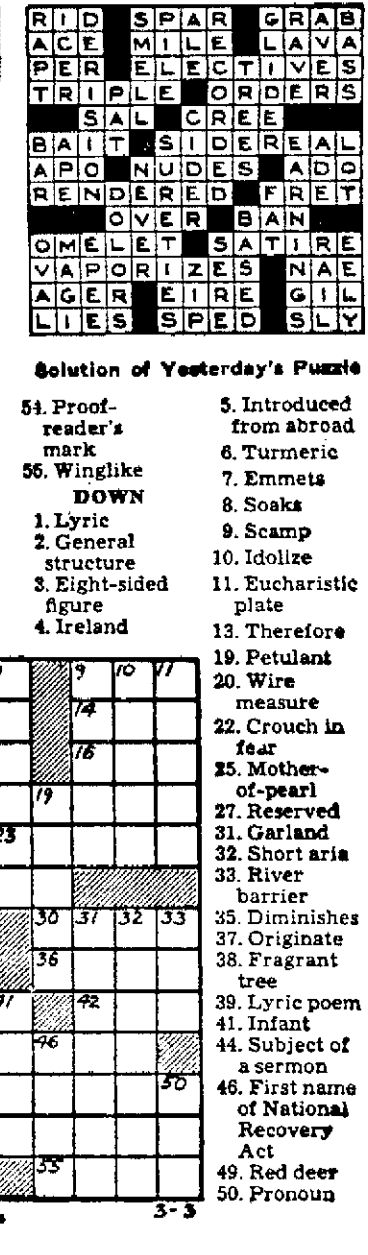 RID SPAR GRAB
ACE MILE LAVA
PER ELECTIVES
TRIPLE ORDERS
SAL CREE
BAIT SIDEREAL
APO NUDES ADO
RENDERED FRET
OVER BAN
OMELET SATIRE
VAPORIZES NAE
AGER EIRE GIL
LIES SPED SLY
Solution of Yesterday's Puzzle
54. Proof-
reader's
mark
55. Winglike
DOWN
1. Lyric
2. General
structure
3. Eight-sided
figure
4. Ireland
5. Introduced
from abroad
6. Turmeric
7. Emmets
8. Soaks
9. Scamp
10. Idolize
11. Eucharistic
plate
13. Therefore
19. Petulant
20. Wire
measure
22. Crouch in
fear
25. Mother-
of-pearl
27. Reserved
31. Garland
32. Short aria
33. River
barrier
35. Diminishes
37. Originate
38. Fragrant
tree
39. Lyric poem
41. Infant
44. Subject of
a sermon
46. First name
of National
Recovery
Act
49. Red deer
50. Pronoun
9 10 11
14
16
19
23
30 31 32 33
36
42
46
50
55
3-3